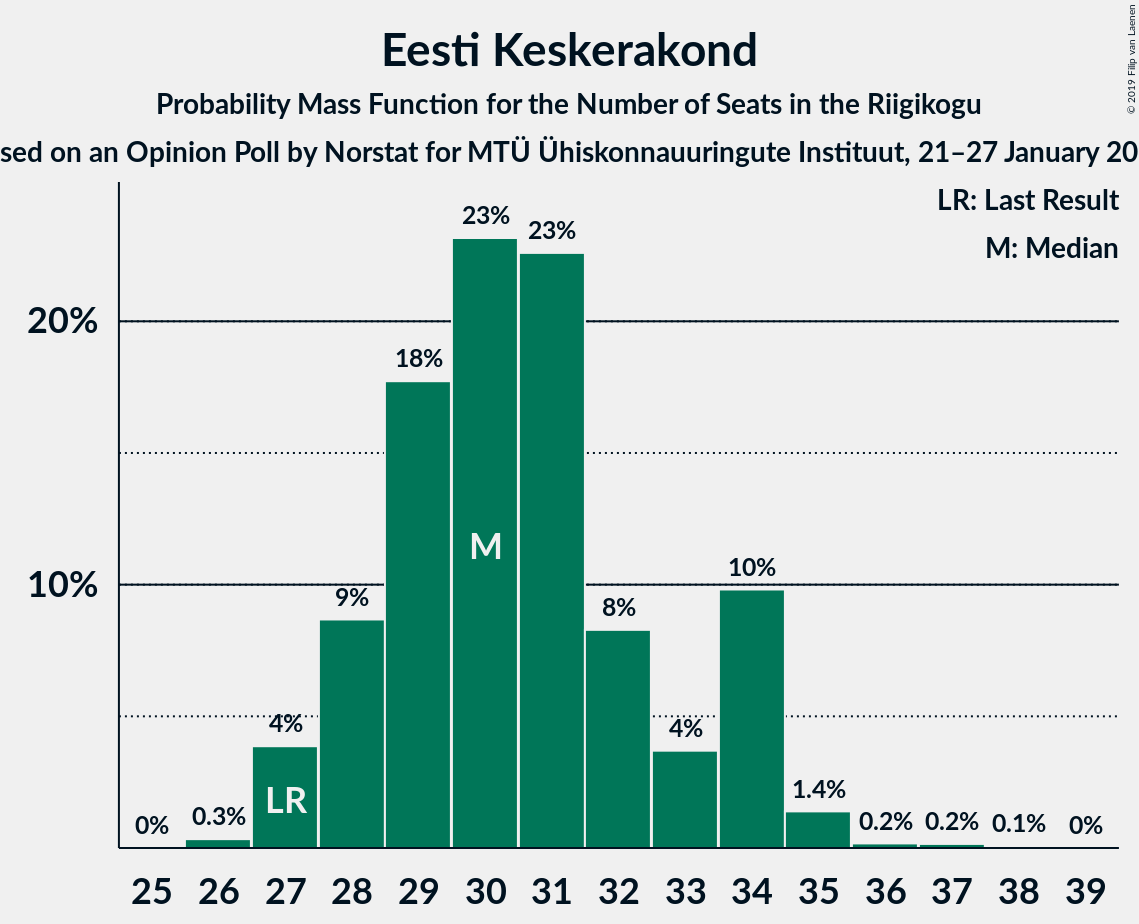 Eesti Keskerakond
Probability Mass Function for the Number of Seats in the Riigikogu
sed on an Opinion Poll by Norstat for MTÜ Ühiskonnauuringute Instituut, 21–27 January 20
© 2019 Filip van Laenen
LR: Last Result
M: Median
20%
10%
0% 0.3% 4% 9% 18% 23% 23% 8% 4% 10% 1.4% 0.2% 0.2% 0.1% 0%
M
LR
25 26 27 28 29 30 31 32 33 34 35 36 37 38 39